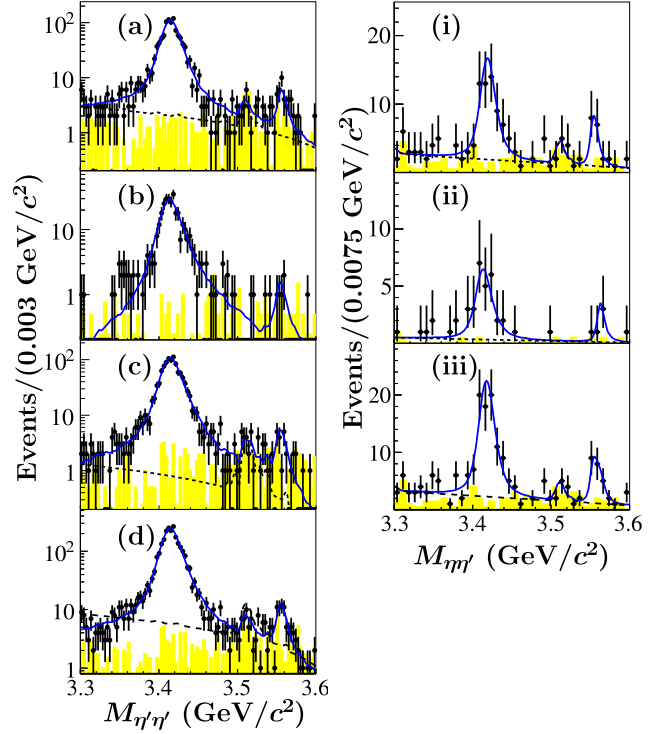 (a)
10²
10
1
(b)
10
1
(c)
10²
10
1
(d)
10²
10
1
3.3 3.4 3.5 3.6
M_{η′η′} (GeV/c²)
Events/(0.003 GeV/c²)
(i)
20
10
(ii)
10
5
(iii)
20
10
3.3 3.4 3.5 3.6
M_{ηη′} (GeV/c²)
Events/(0.0075 GeV/c²)